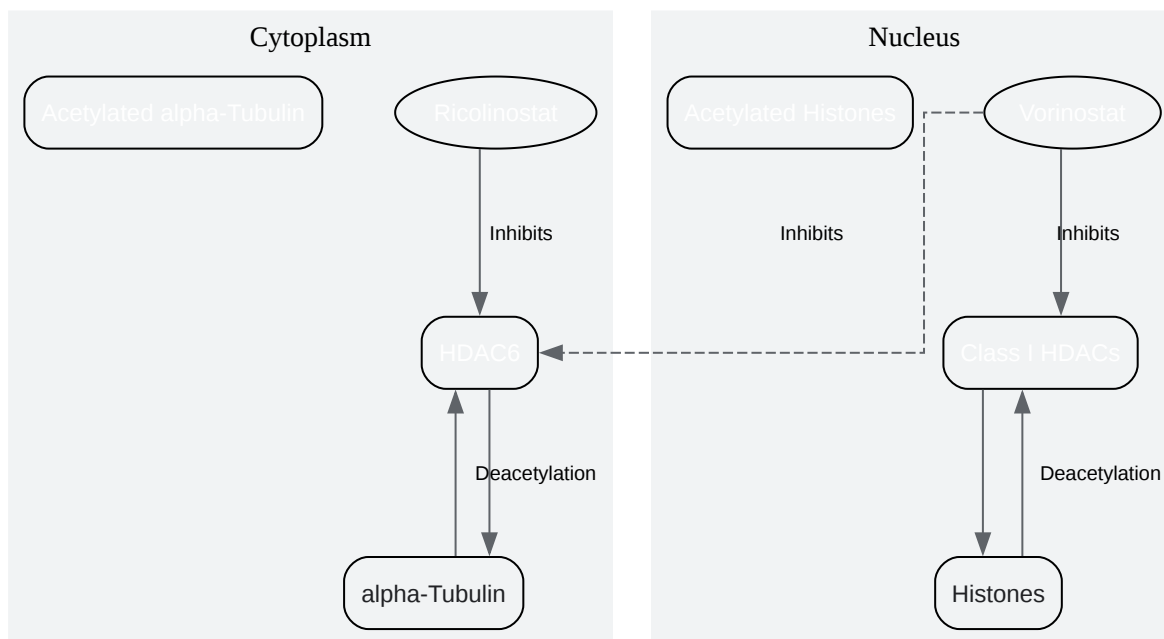 Cytoplasm
Nucleus
Acetylated alpha-Tubulin
Ricolinostat
Acetylated Histones
Vorinostat
Inhibits
Inhibits
Inhibits
HDAC6
Class I HDACs
Deacetylation
Deacetylation
alpha-Tubulin
Histones